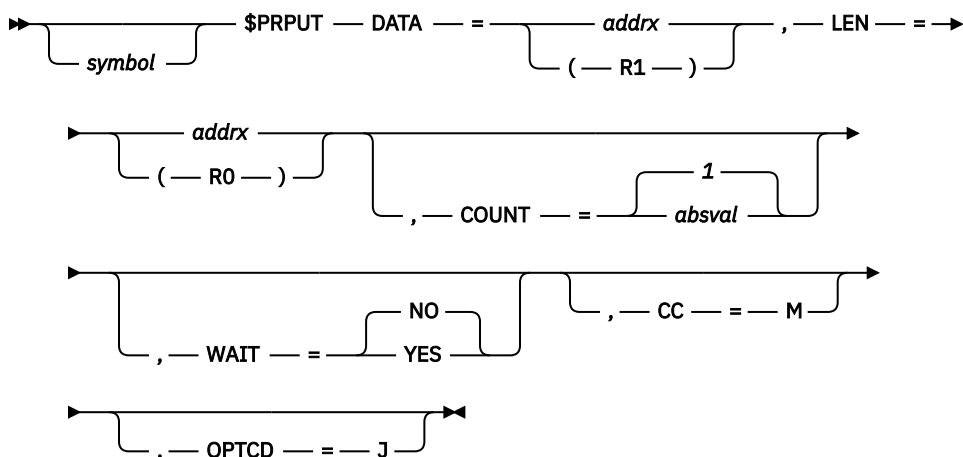 $PRPUT DATA = addrx , LEN =
symbol ( R1 )
addrx
( R0 ) 1
, COUNT = absval
NO , CC = M
, WAIT = YES
, OPTCD = J